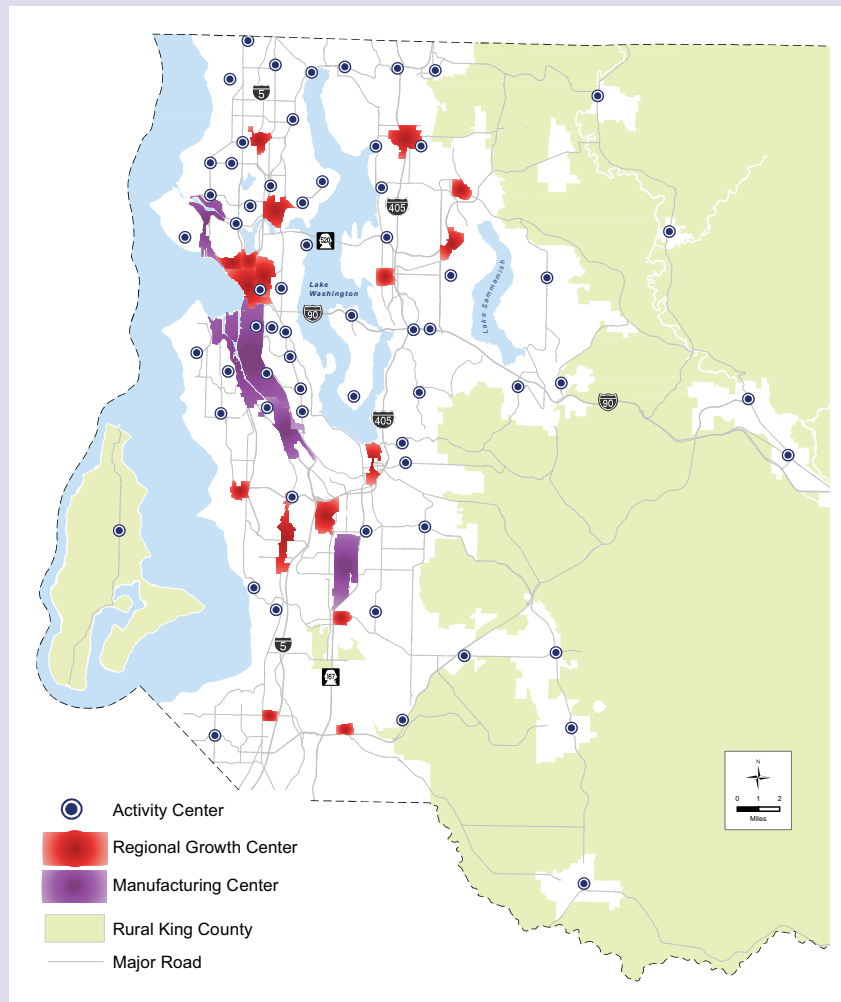 5
405
520
Lake
Washington
Lake Sammamish
90
405
90
5
167
N
0 1 2
Miles
Activity Center
Regional Growth Center
Manufacturing Center
Rural King County
Major Road